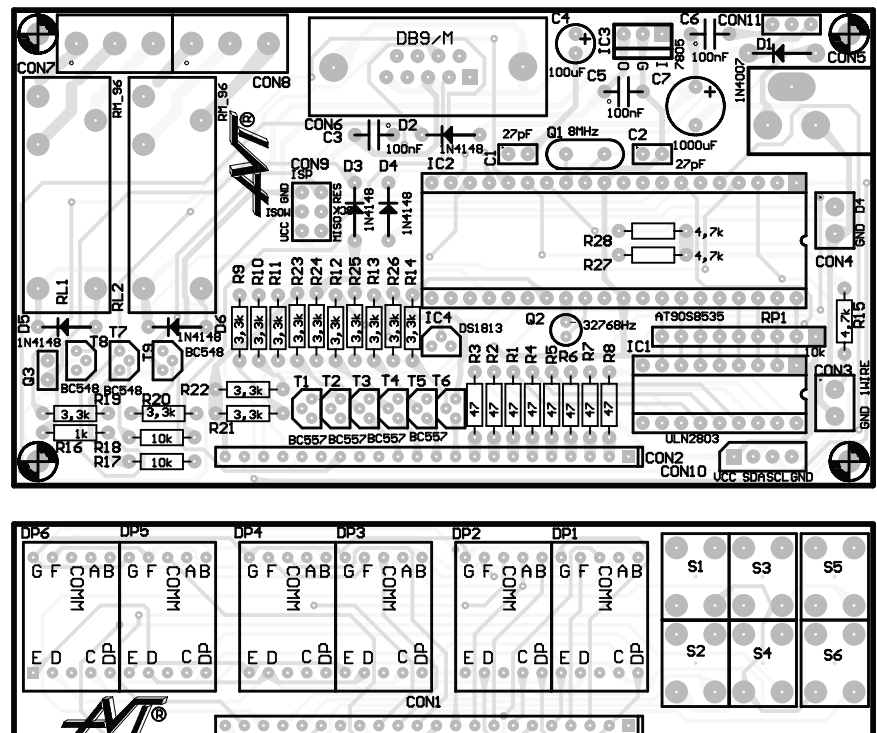 CON7
CON8
DB9/M
CON6
C4
100uF
IC3
O G I
7805
C6
100nF
CON11
D1
CON5
1N4007
C5
100nF
C7
1000uF
RM_96
RM_96
®
C3
100nF
D2
1N4148
27pF
C1
Q1 8MHz
C2
27pF
IC2
CON9
ISP
GND
ISOW
VCC
RES
X
MISO
D3
1N4148
D4
1N4148
R28
4,7k
R27
4,7k
D4
GND
CON4
RL1
RL2
D5
1N4148
D6
1N4148
R9 R10 R11 R23 R24 R12 R25 R13 R26 R14
3,3k 3,3k 3,3k 3,3k 3,3k 3,3k 3,3k 3,3k 3,3k 3,3k
IC4
DS1813
Q2
32768Hz
AT90S8535
RP1
10k
R15
4,7k
T8
BC548
T7
BC548
T9
BC548
Q3
R19
3,3k
R20
3,3k
R22
3,3k
R21
3,3k
R16
1k
R18
10k
R17
10k
T1 T2 T3 T4 T5 T6
BC557 BC557 BC557 BC557
R3 R2 R1 R4 R5 R6 R7 R8
47 47 47 47 47 47 47 47
IC1
ULN2803
CON3
1WIRE
GND
CON2
CON10
VCC SDA SCL GND
DP6 DP5 DP4 DP3 DP2 DP1
G F COMM A B G F COMM A B G F COMM A B G F COMM A B G F COMM A B G F COMM A B
E D C DP E D C DP E D C DP E D C DP E D C DP E D C DP
S1 S3 S5
S2 S4 S6
AVT ®
CON1